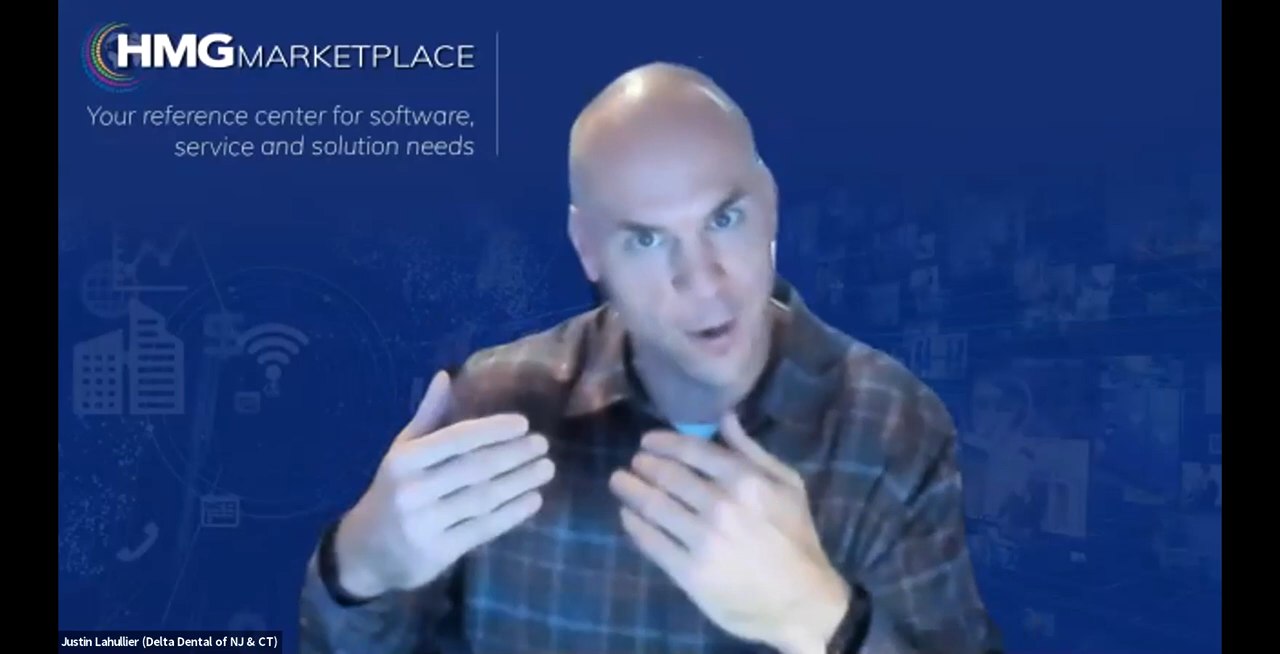 HMG MARKETPLACE
Your reference center for software,
service and solution needs
Justin Lahullier (Delta Dental of NJ & CT)